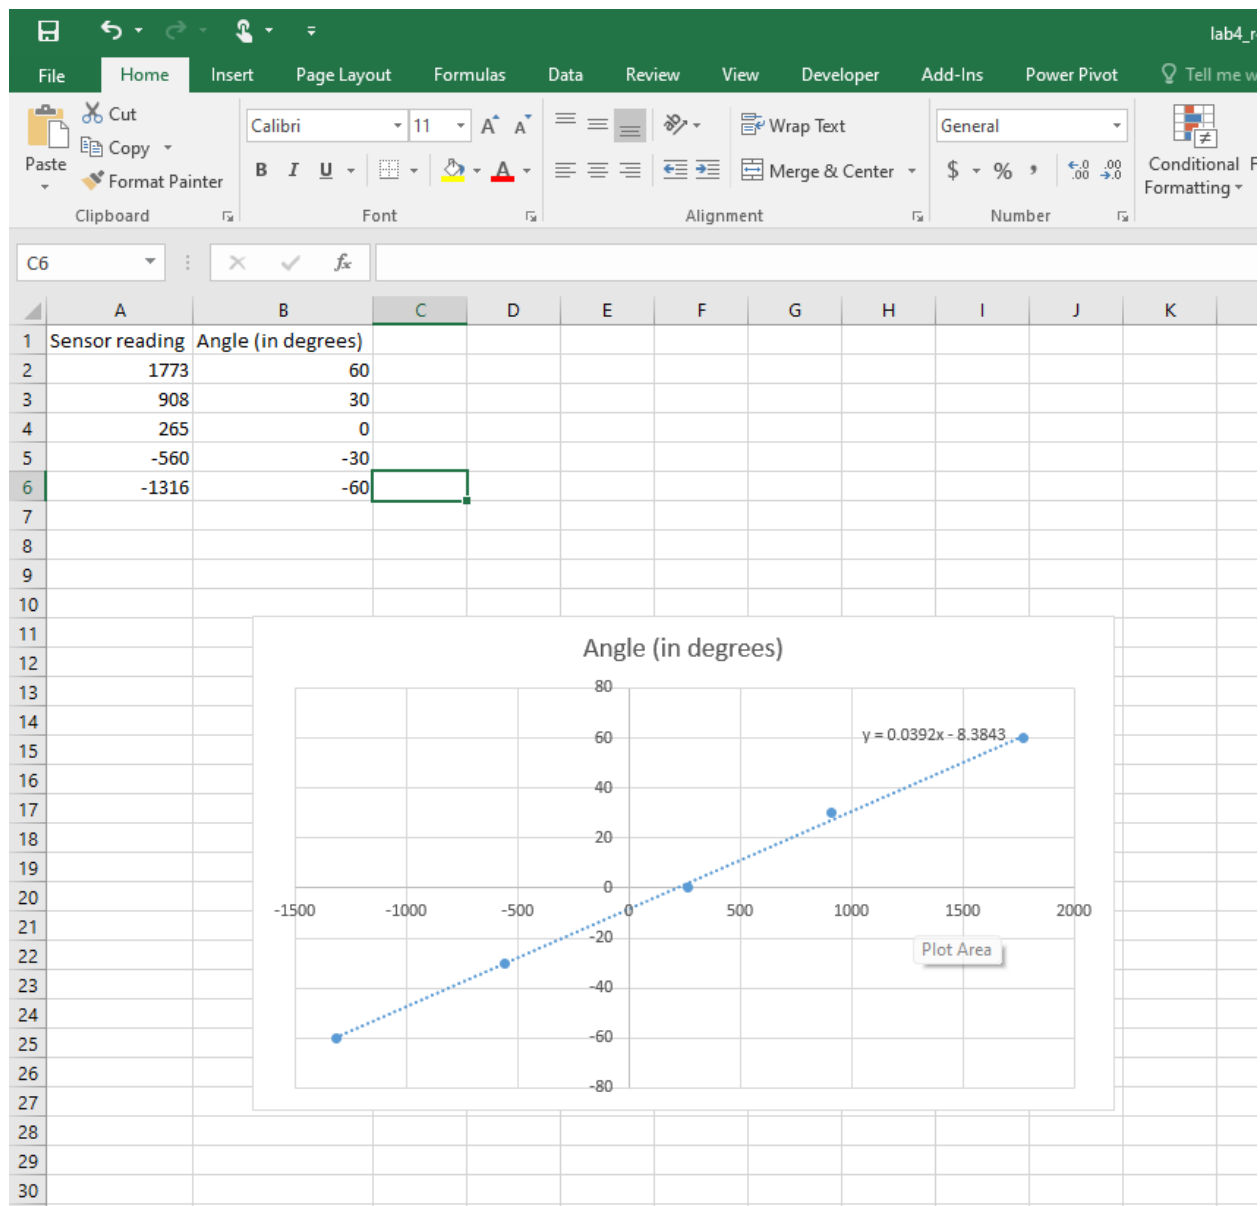 lab4_r
File Home Insert Page Layout Formulas Data Review View Developer Add-Ins Power Pivot Tell me w
Cut
Copy
Format Painter
Paste
Clipboard
Calibri 11 A A
B I U A
Font
Wrap Text
Merge & Center
Alignment
General
$ % , .0 .00 .00 .0
Number
Conditional F
Formatting
C6 fx
A B C D E F G H I J K
1 Sensor reading Angle (in degrees)
2 1773 60
3 908 30
4 265 0
5 -560 -30
6 -1316 -60
7
8
9
10
11
12
13
14
15
16
17
18
19
20
21
22
23
24
25
26
27
28
29
30
Angle (in degrees)
80
60
40
20
0
-20
-40
-60
-80
y = 0.0392x - 8.3843
-1500 -1000 -500 0 500 1000 1500 2000
Plot Area